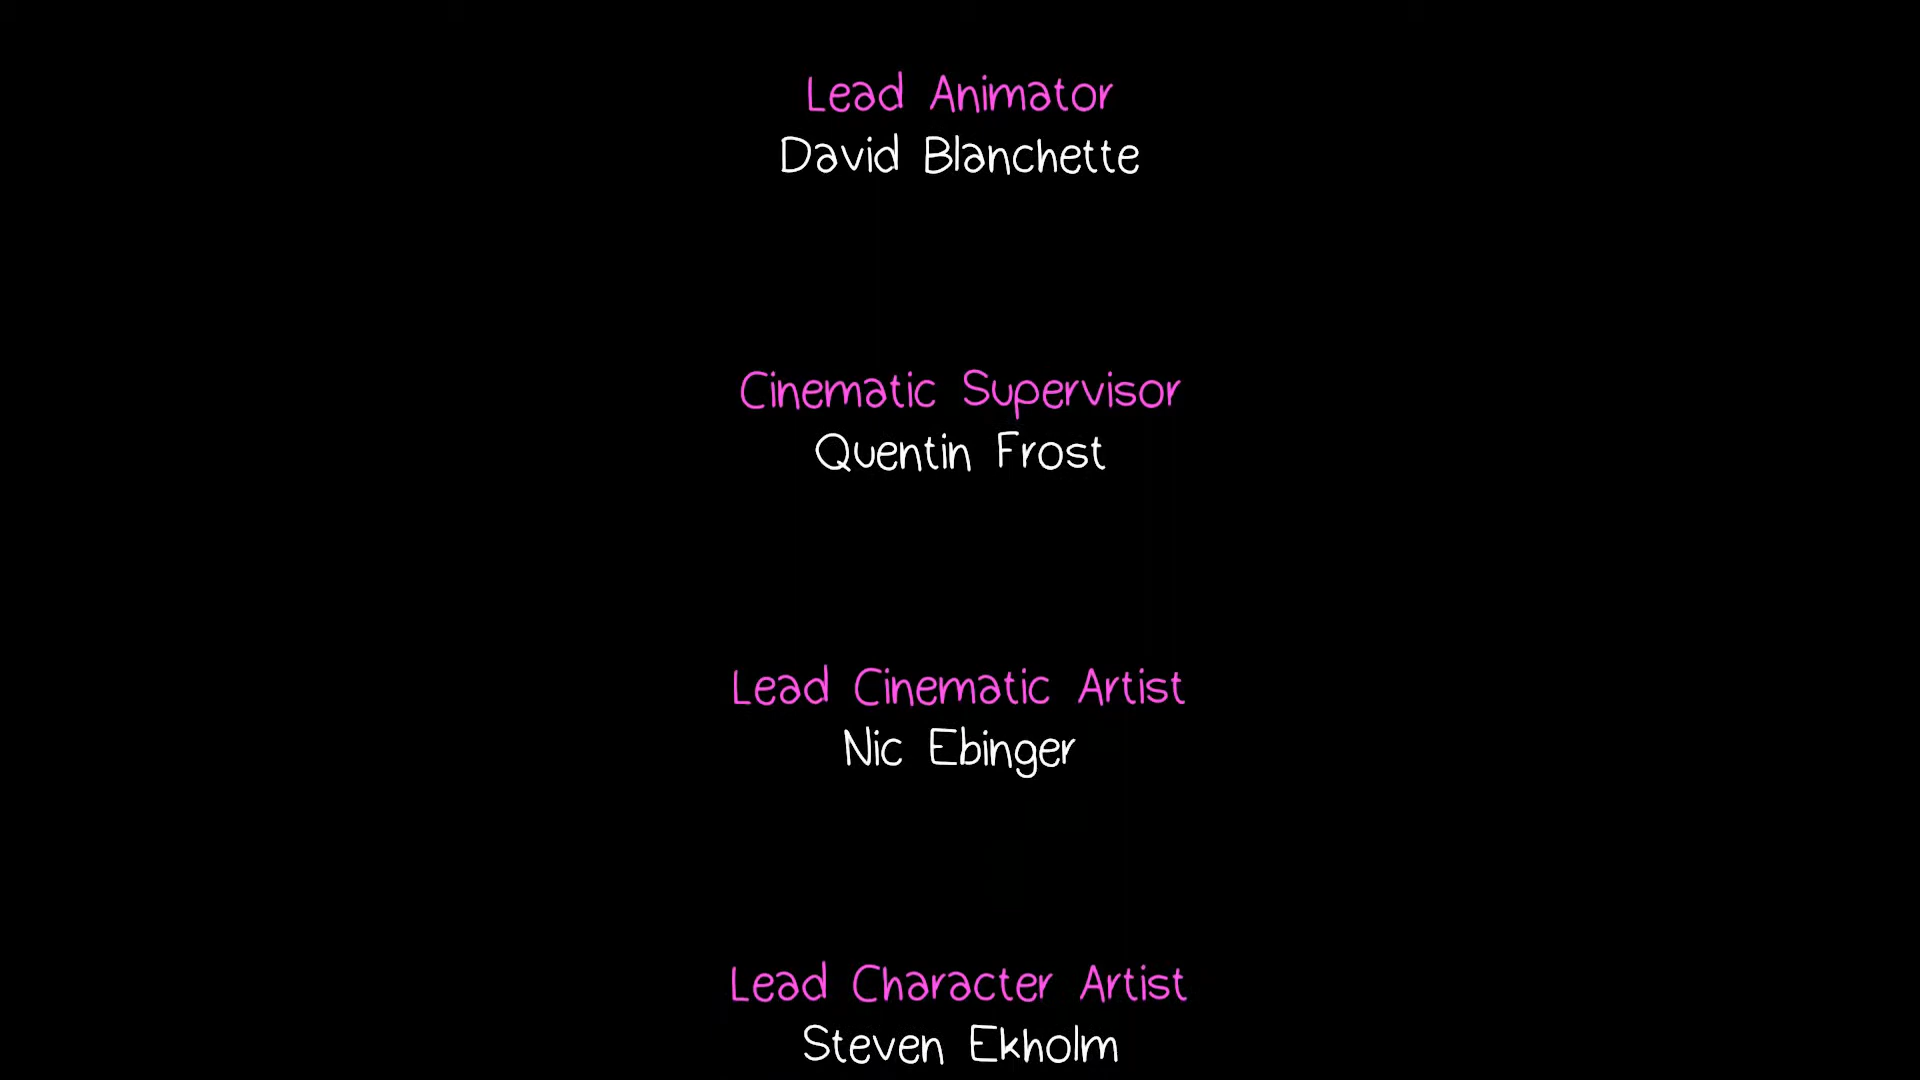 Lead Animator
David Blanchette
Cinematic Supervisor
Quentin Frost
Lead Cinematic Artist
Nic Ebinger
Lead Character Artist
Steven Ekholm